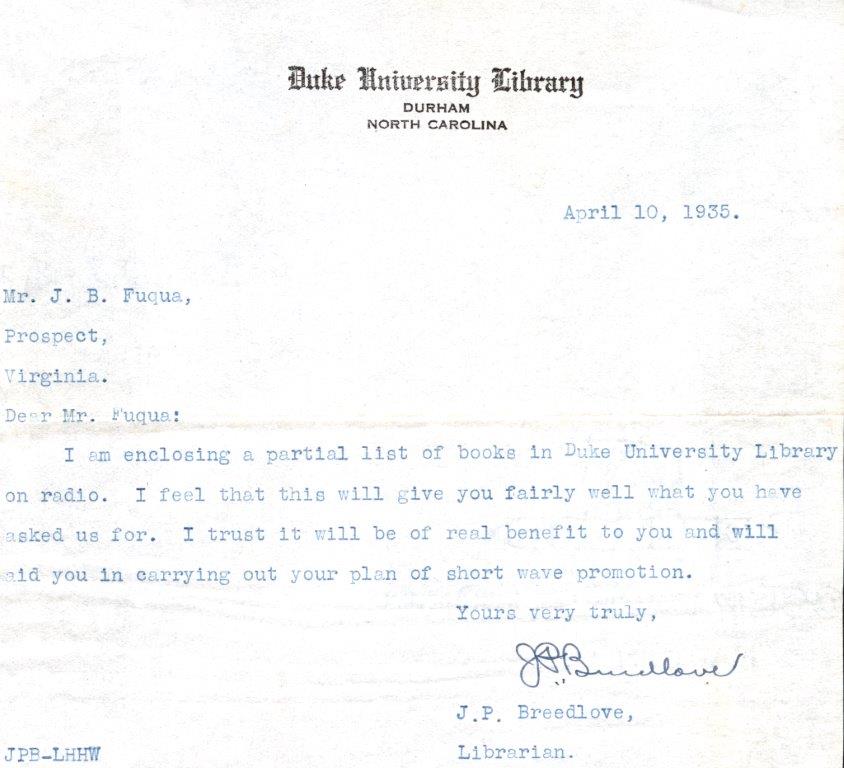 Duke University Library
DURHAM
NORTH CAROLINA
April 10, 1935.
Mr. J. B. Fuqua,
Prospect,
Virginia.
Dear Mr. Fuqua:
I am enclosing a partial list of books in Duke University Library
on radio. I feel that this will give you fairly well what you have
asked us for. I trust it will be of real benefit to you and will
aid you in carrying out your plan of short wave promotion.
Yours very truly,
JP Breedlove
J.P. Breedlove,
JPB-LHHW
Librarian.